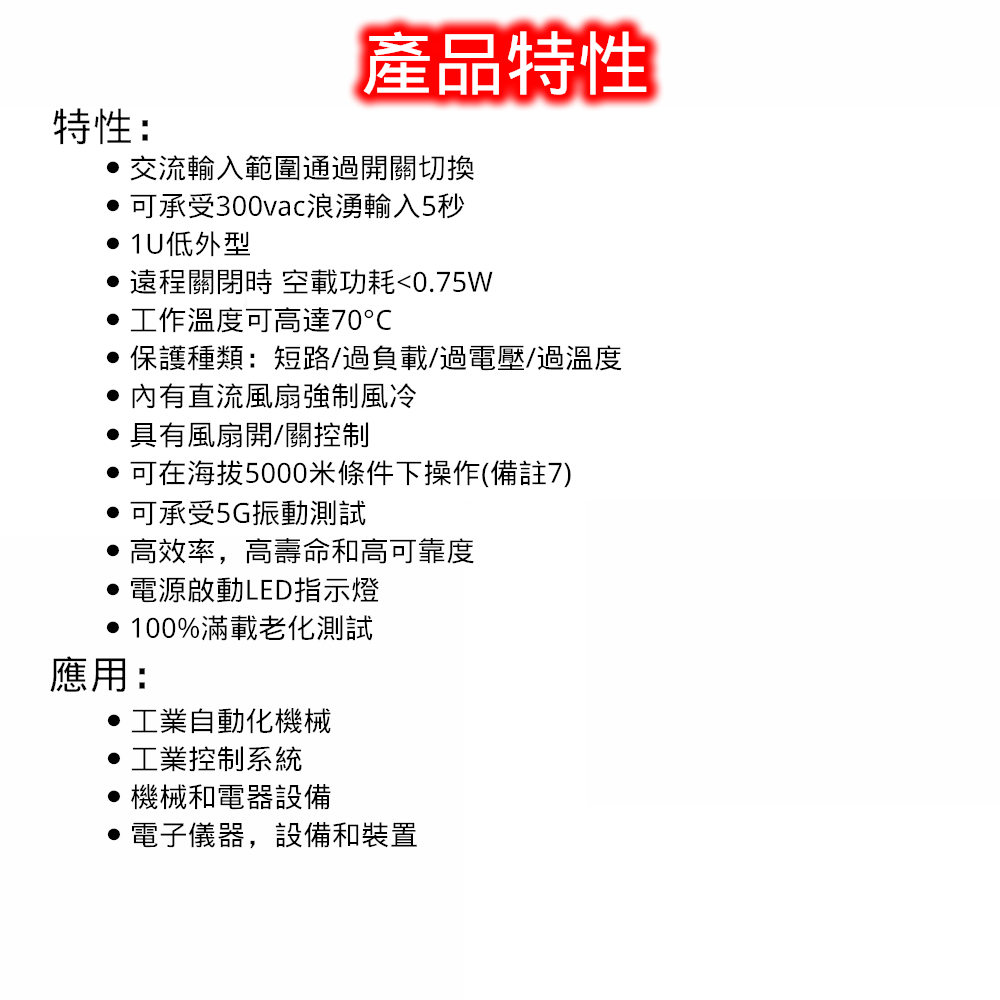 產品特性
特性：
● 交流輸入範圍通過開關切換
● 可承受300vac浪湧輸入5秒
● 1U低外型
● 遠程關閉時 空載功耗<0.75W
● 工作溫度可高達70°C
● 保護種類：短路/過負載/過電壓/過溫度
● 內有直流風扇強制風冷
● 具有風扇開/關控制
● 可在海拔5000米條件下操作(備註7)
● 可承受5G振動測試
● 高效率，高壽命和高可靠度
● 電源啟動LED指示燈
● 100%滿載老化測試
應用：
● 工業自動化機械
● 工業控制系統
● 機械和電器設備
● 電子儀器，設備和裝置